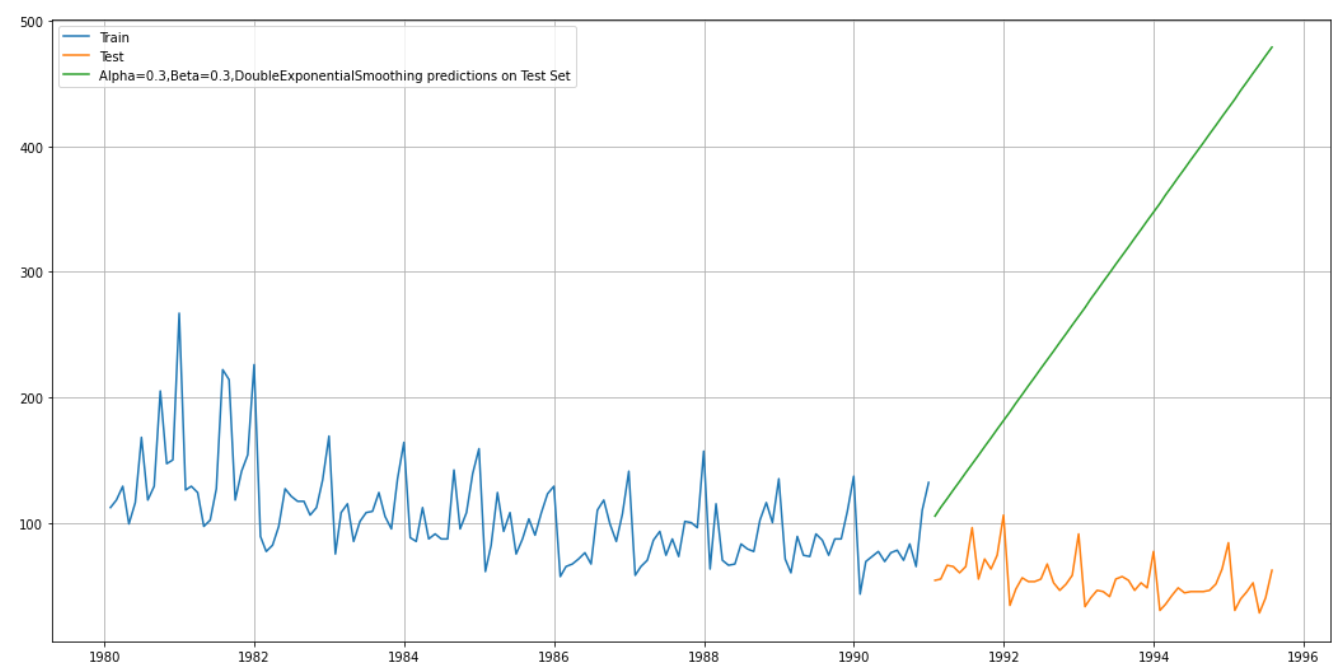 500
Train
Test
Alpha=0.3,Beta=0.3,DoubleExponentialSmoothing predictions on Test Set
400
300
200
100
1980 1982 1984 1986 1988 1990 1992 1994 1996